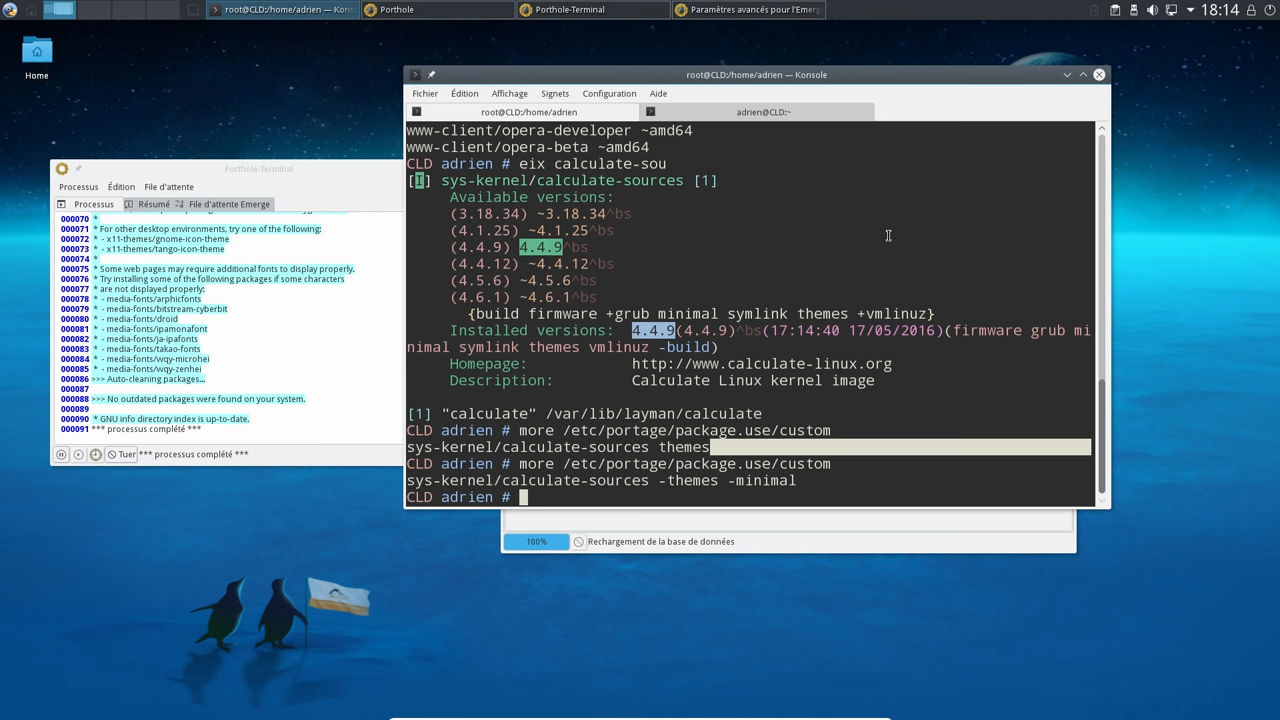 root@CLD:/home/adrien — Kons
Porthole
Porthole-Terminal
Paramètres avancés pour l'Emerg
18:14
Home
root@CLD:/home/adrien — Konsole
Fichier Édition Affichage Signets Configuration Aide
root@CLD:/home/adrien
adrien@CLD:~
www-client/opera-developer ~amd64
www-client/opera-beta ~amd64
CLD adrien # eix calculate-sou
[I] sys-kernel/calculate-sources [1]
Available versions:
(3.18.34) ~3.18.34^bs
(4.1.25) ~4.1.25^bs
(4.4.9) 4.4.9^bs
(4.4.12) ~4.4.12^bs
(4.5.6) ~4.5.6^bs
(4.6.1) ~4.6.1^bs
{build firmware +grub minimal symlink themes +vmlinuz}
Installed versions: 4.4.9(4.4.9)^bs(17:14:40 17/05/2016)(firmware grub mi
nimal symlink themes vmlinuz -build)
Homepage: http://www.calculate-linux.org
Description: Calculate Linux kernel image
[1] "calculate" /var/lib/layman/calculate
CLD adrien # more /etc/portage/package.use/custom
sys-kernel/calculate-sources themes
CLD adrien # more /etc/portage/package.use/custom
sys-kernel/calculate-sources -themes -minimal
CLD adrien #
Porthole-Terminal
Processus Édition File d'attente
Processus Résumé File d'attente Emerge
000070 *
000071 * For other desktop environments, try one of the following:
000072 * - x11-themes/gnome-icon-theme
000073 * - x11-themes/tango-icon-theme
000074 *
000075 * Some web pages may require additional fonts to display properly.
000076 * Try installing some of the following packages if some characters
000077 * are not displayed properly:
000078 * - media-fonts/arphicfonts
000079 * - media-fonts/bitstream-cyberbit
000080 * - media-fonts/droid
000081 * - media-fonts/ipamonafont
000082 * - media-fonts/ja-ipafonts
000083 * - media-fonts/takao-fonts
000084 * - media-fonts/wqy-microhei
000085 * - media-fonts/wqy-zenhei
000086 >>> Auto-cleaning packages...
000087
000088 >>> No outdated packages were found on your system.
000089
000090 * GNU info directory index is up-to-date.
000091 *** processus complété ***
Tuer *** processus complété ***
100% Rechargement de la base de données